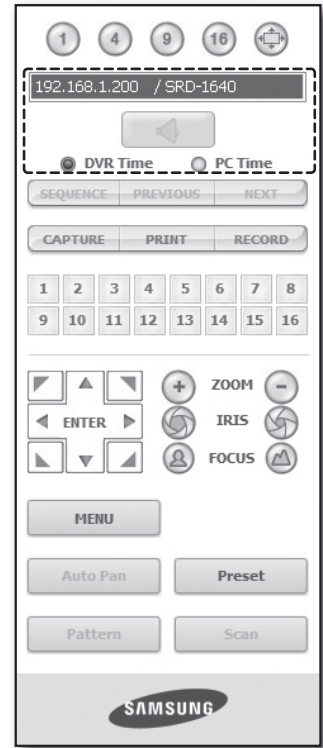 1 4 9 16
192.168.1.200 / SRD-1640
DVR Time PC Time
SEQUENCE PREVIOUS NEXT
CAPTURE PRINT RECORD
1 2 3 4 5 6 7 8
9 10 11 12 13 14 15 16
ZOOM
ENTER IRIS
FOCUS
MENU
Auto Pan Preset
Pattern Scan
SAMSUNG